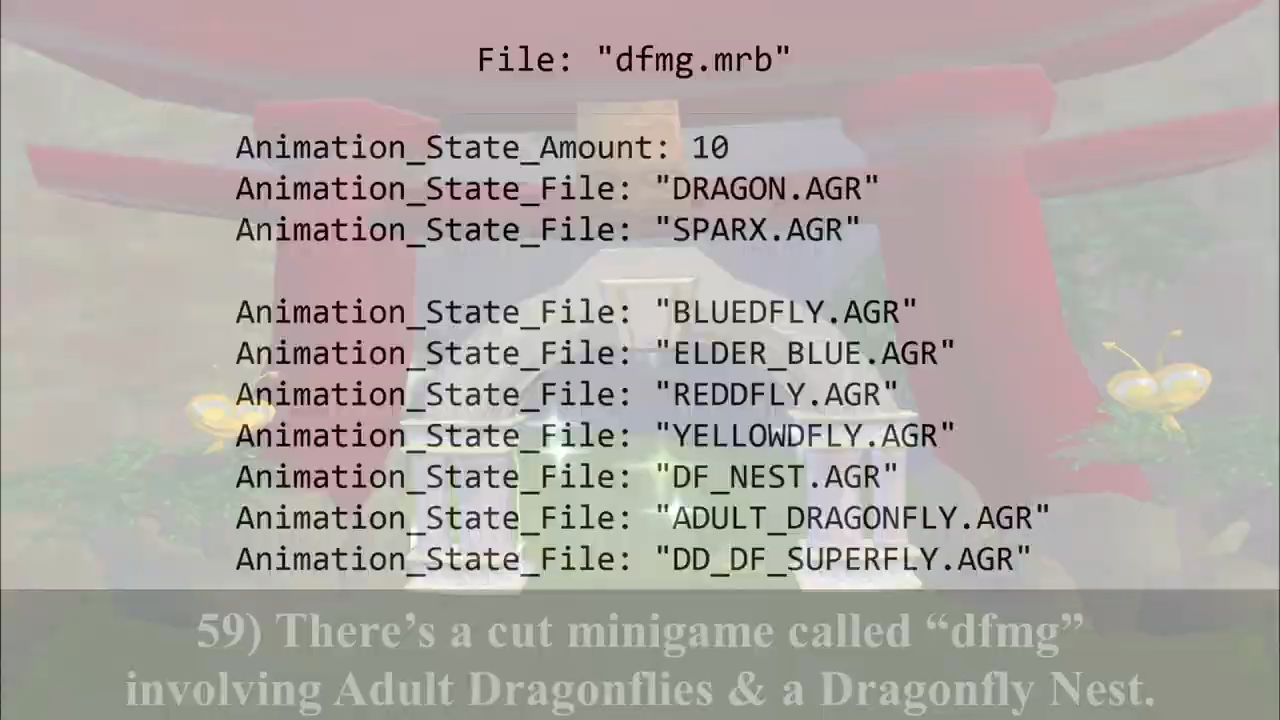 File: "dfmg.mrb"
Animation_State_Amount: 10
Animation_State_File: "DRAGON.AGR"
Animation_State_File: "SPARX.AGR"
Animation_State_File: "BLUEDFLY.AGR"
Animation_State_File: "ELDER_BLUE.AGR"
Animation_State_File: "REDDFLY.AGR"
Animation_State_File: "YELLOWDFLY.AGR"
Animation_State_File: "DF_NEST.AGR"
Animation_State_File: "ADULT_DRAGONFLY.AGR"
Animation_State_File: "DD_DF_SUPERFLY.AGR"
59) There’s a cut minigame called “dfmg”
involving Adult Dragonflies & a Dragonfly Nest.